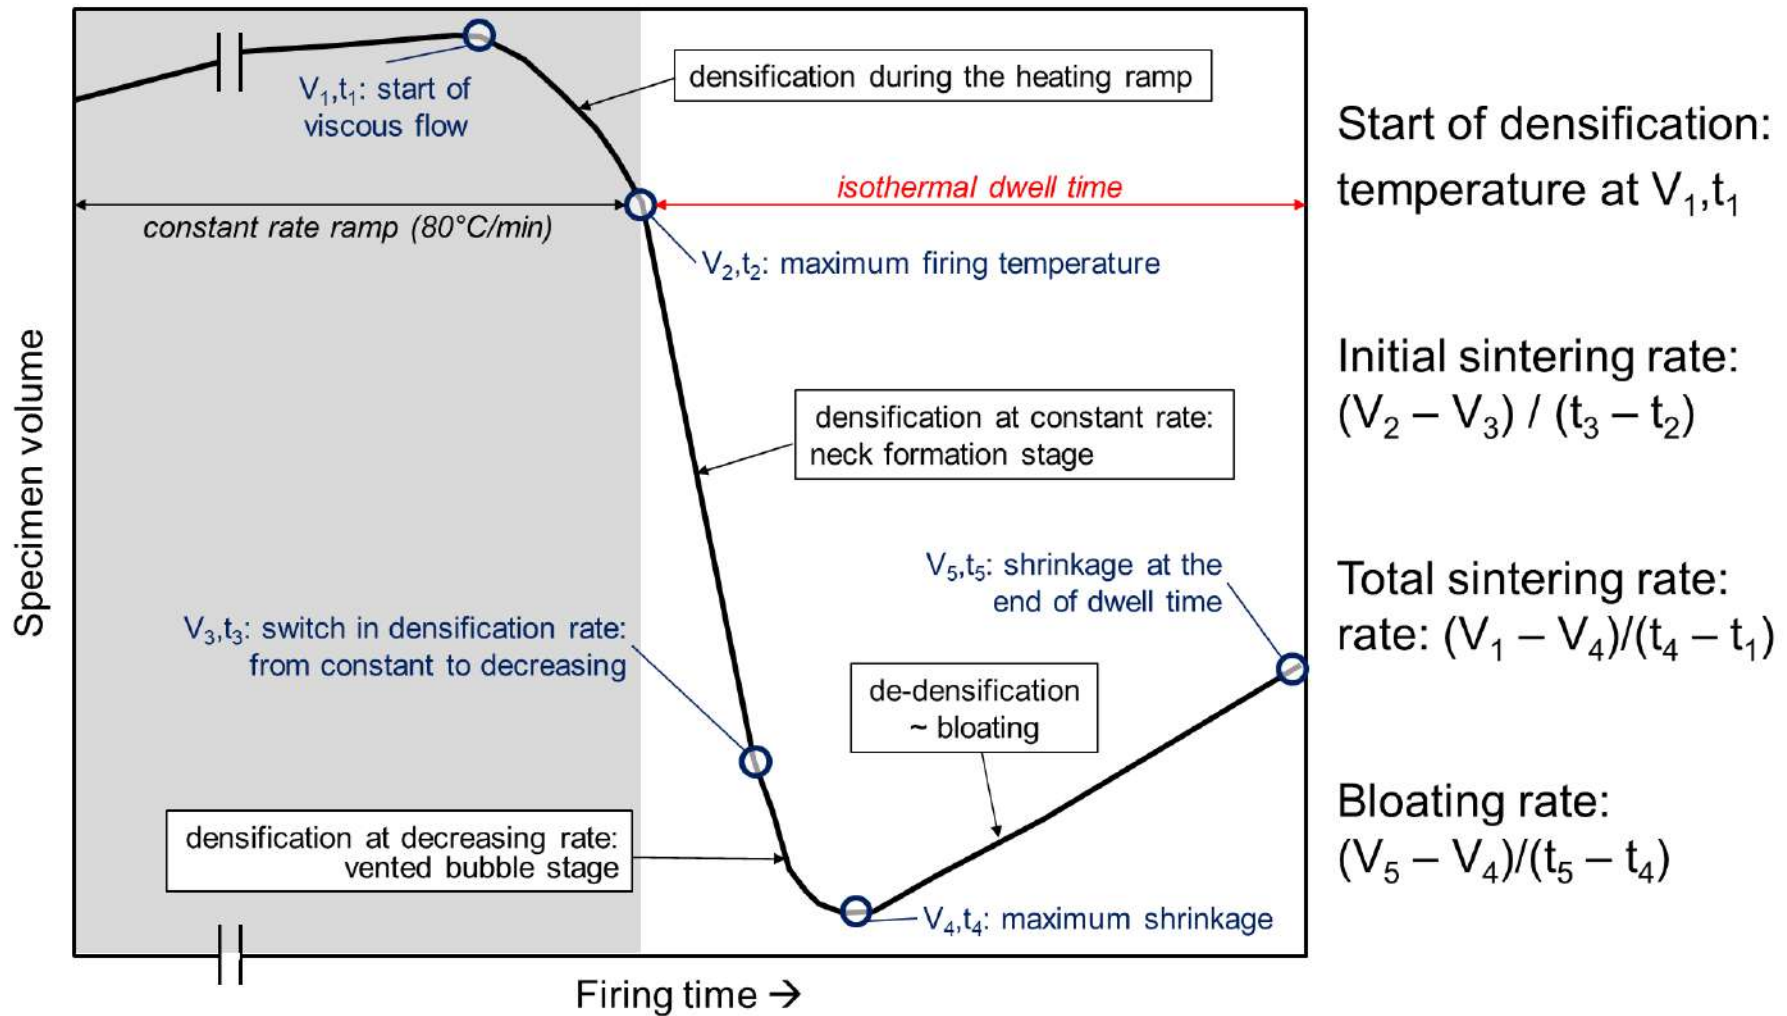 V₁,t₁: start of
viscous flow
densification during the heating ramp
isothermal dwell time
constant rate ramp (80°C/min)
V₂,t₂: maximum firing temperature
densification at constant rate:
neck formation stage
V₅,t₅: shrinkage at the
end of dwell time
V₃,t₃: switch in densification rate:
from constant to decreasing
de-densification
~ bloating
densification at decreasing rate:
vented bubble stage
V₄,t₄: maximum shrinkage
Specimen volume
Firing time →
Start of densification:
temperature at V₁,t₁
Initial sintering rate:
(V₂ – V₃) / (t₃ – t₂)
Total sintering rate:
rate: (V₁ – V₄)/(t₄ – t₁)
Bloating rate:
(V₅ – V₄)/(t₅ – t₄)